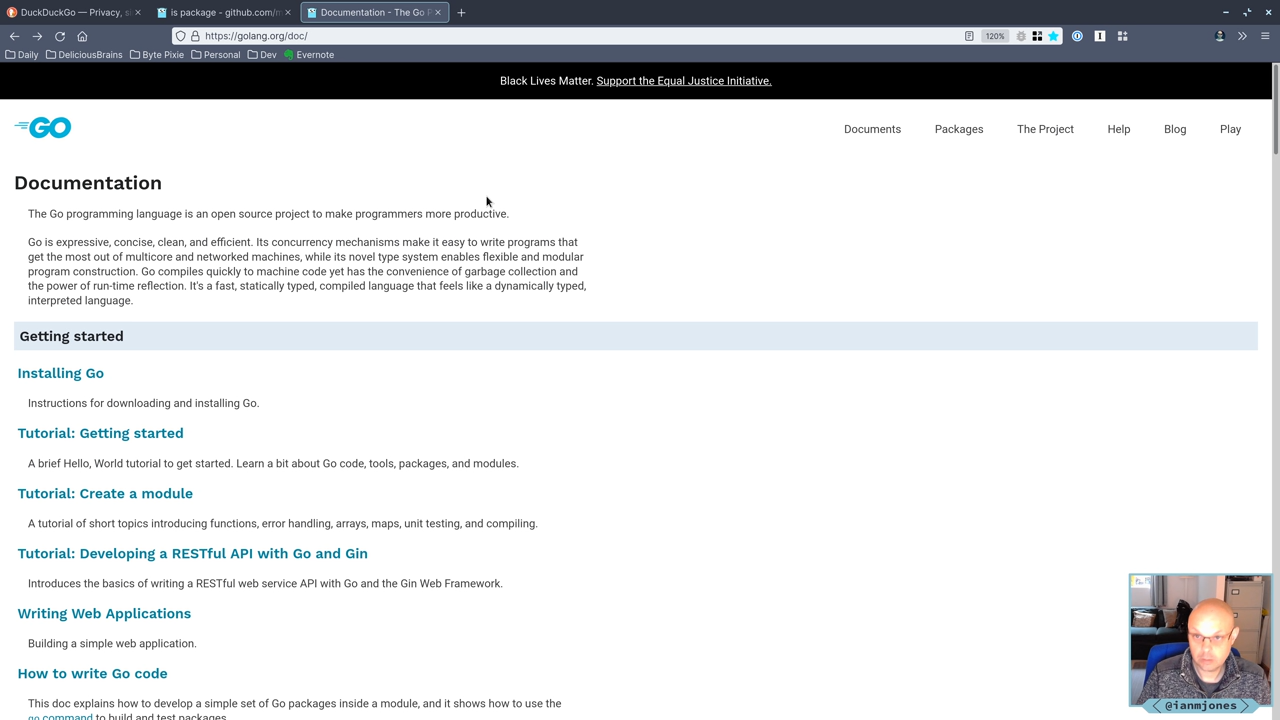 DuckDuckGo — Privacy, si
is package - github.com/m
Documentation - The Go P
https://golang.org/doc/
120%
Daily
DeliciousBrains
Byte Pixie
Personal
Dev
Evernote
Black Lives Matter. Support the Equal Justice Initiative.
GO
Documents
Packages
The Project
Help
Blog
Play
Documentation
The Go programming language is an open source project to make programmers more productive.
Go is expressive, concise, clean, and efficient. Its concurrency mechanisms make it easy to write programs that
get the most out of multicore and networked machines, while its novel type system enables flexible and modular
program construction. Go compiles quickly to machine code yet has the convenience of garbage collection and
the power of run-time reflection. It's a fast, statically typed, compiled language that feels like a dynamically typed,
interpreted language.
Getting started
Installing Go
Instructions for downloading and installing Go.
Tutorial: Getting started
A brief Hello, World tutorial to get started. Learn a bit about Go code, tools, packages, and modules.
Tutorial: Create a module
A tutorial of short topics introducing functions, error handling, arrays, maps, unit testing, and compiling.
Tutorial: Developing a RESTful API with Go and Gin
Introduces the basics of writing a RESTful web service API with Go and the Gin Web Framework.
Writing Web Applications
Building a simple web application.
How to write Go code
This doc explains how to develop a simple set of Go packages inside a module, and it shows how to use the
go command to build and test packages.
@ianmjones